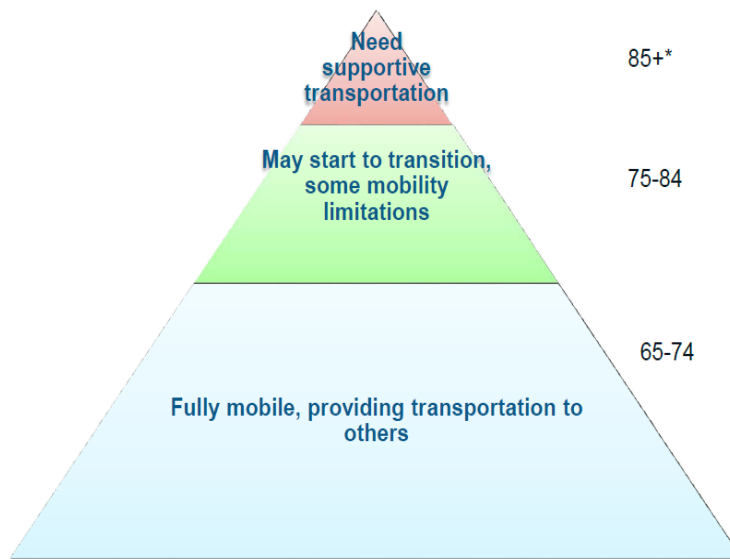 Need
supportive
transportation
85+*
May start to transition,
some mobility
limitations
75-84
65-74
Fully mobile, providing transportation to
others